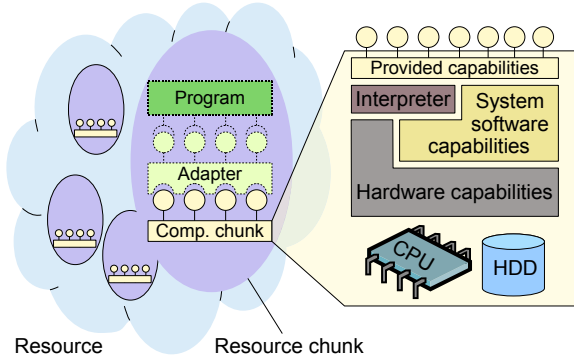 Program
Adapter
Comp. chunk
Resource
Resource chunk
Provided capabilities
Interpreter
System
software
capabilities
Hardware capabilities
CPU
HDD